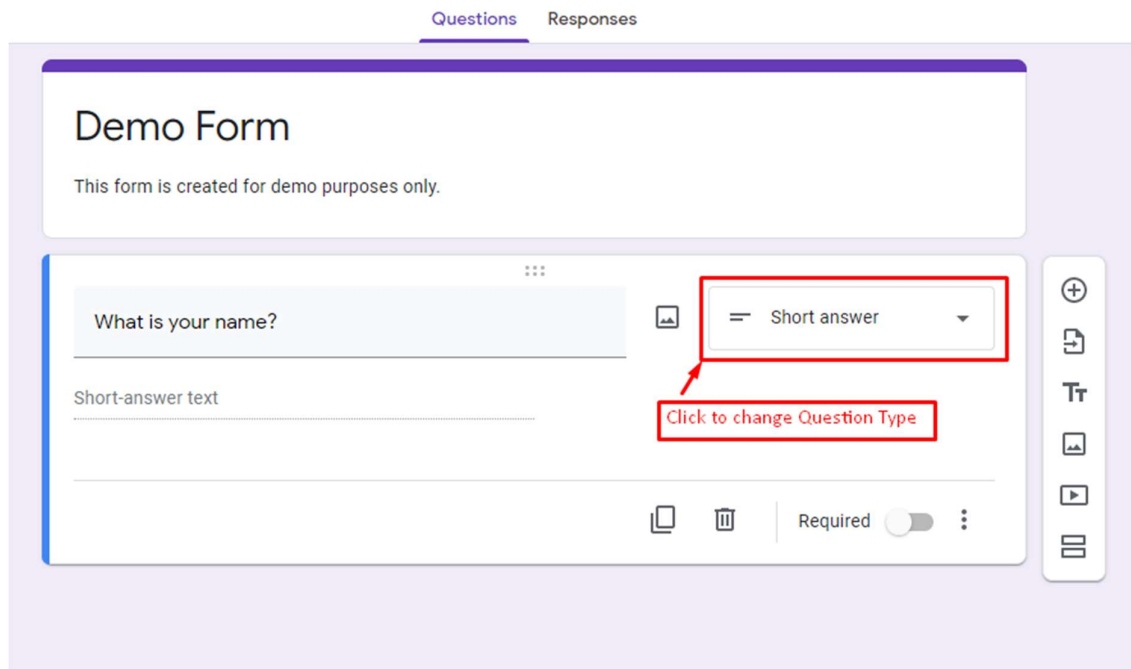 Questions Responses
Demo Form
This form is created for demo purposes only.
What is your name?
Short answer
Short-answer text
Click to change Question Type
Required
TT